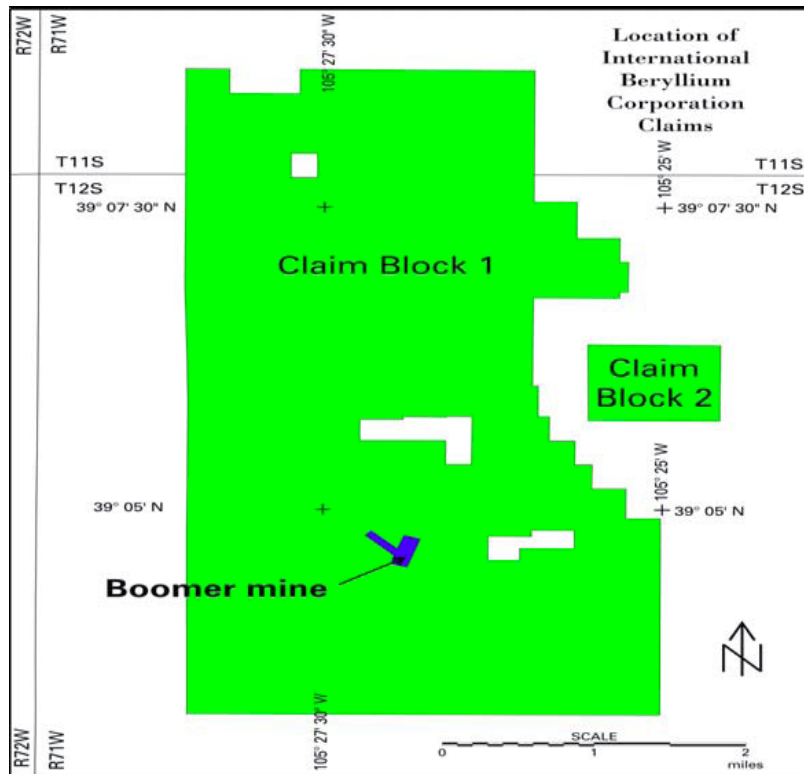 R72W
R71W
105° 27' 30" W
Location of
International
Beryllium
Corporation
Claims
T11S
T12S
105° 25' W
T11S
T12S
39° 07' 30" N
39° 07' 30" N
Claim Block 1
Claim
Block 2
105° 25' W
39° 05' N
39° 05' N
Boomer mine
105° 27' 30" W
R72W
R71W
N
SCALE
0
1
2
miles